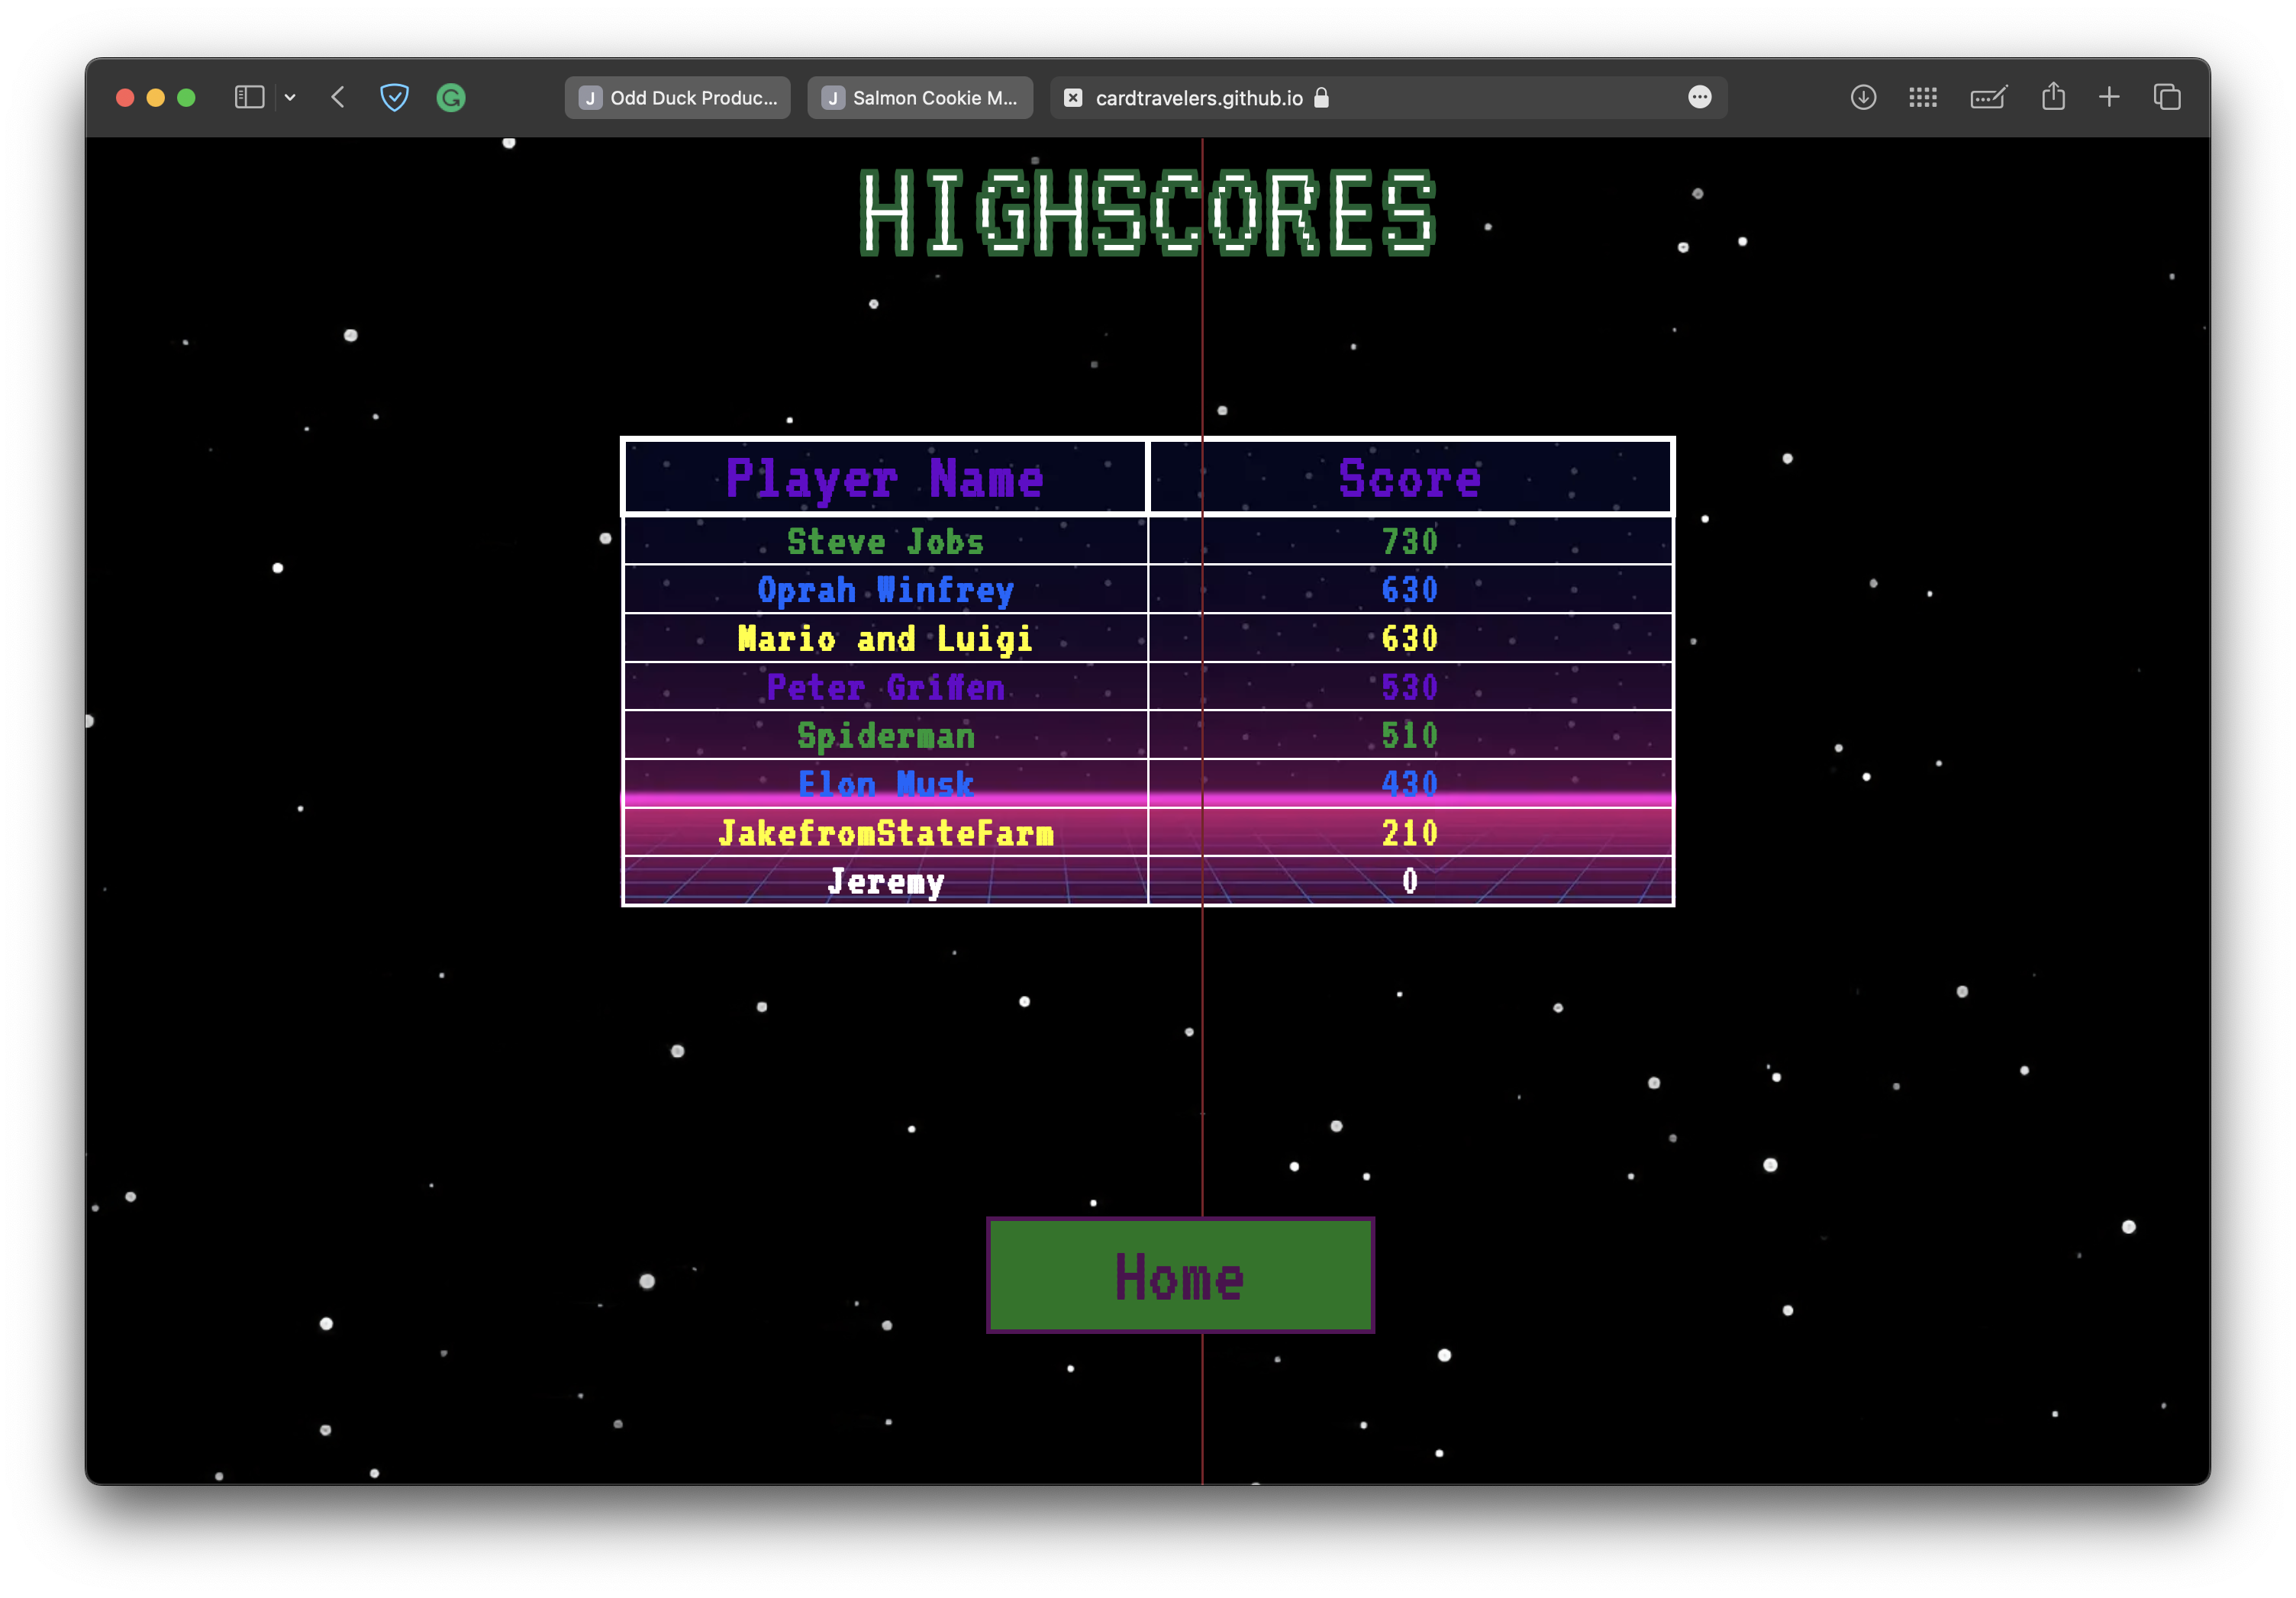 Odd Duck Produc... Salmon Cookie M... cardtravelers.github.io
HIGHSCORES
Player Name Score
Steve Jobs 730
Oprah Winfrey 630
Mario and Luigi 630
Peter Griffen 530
Spiderman 510
Elon Musk 430
JakefromStateFarm 210
Jeremy 0
Home